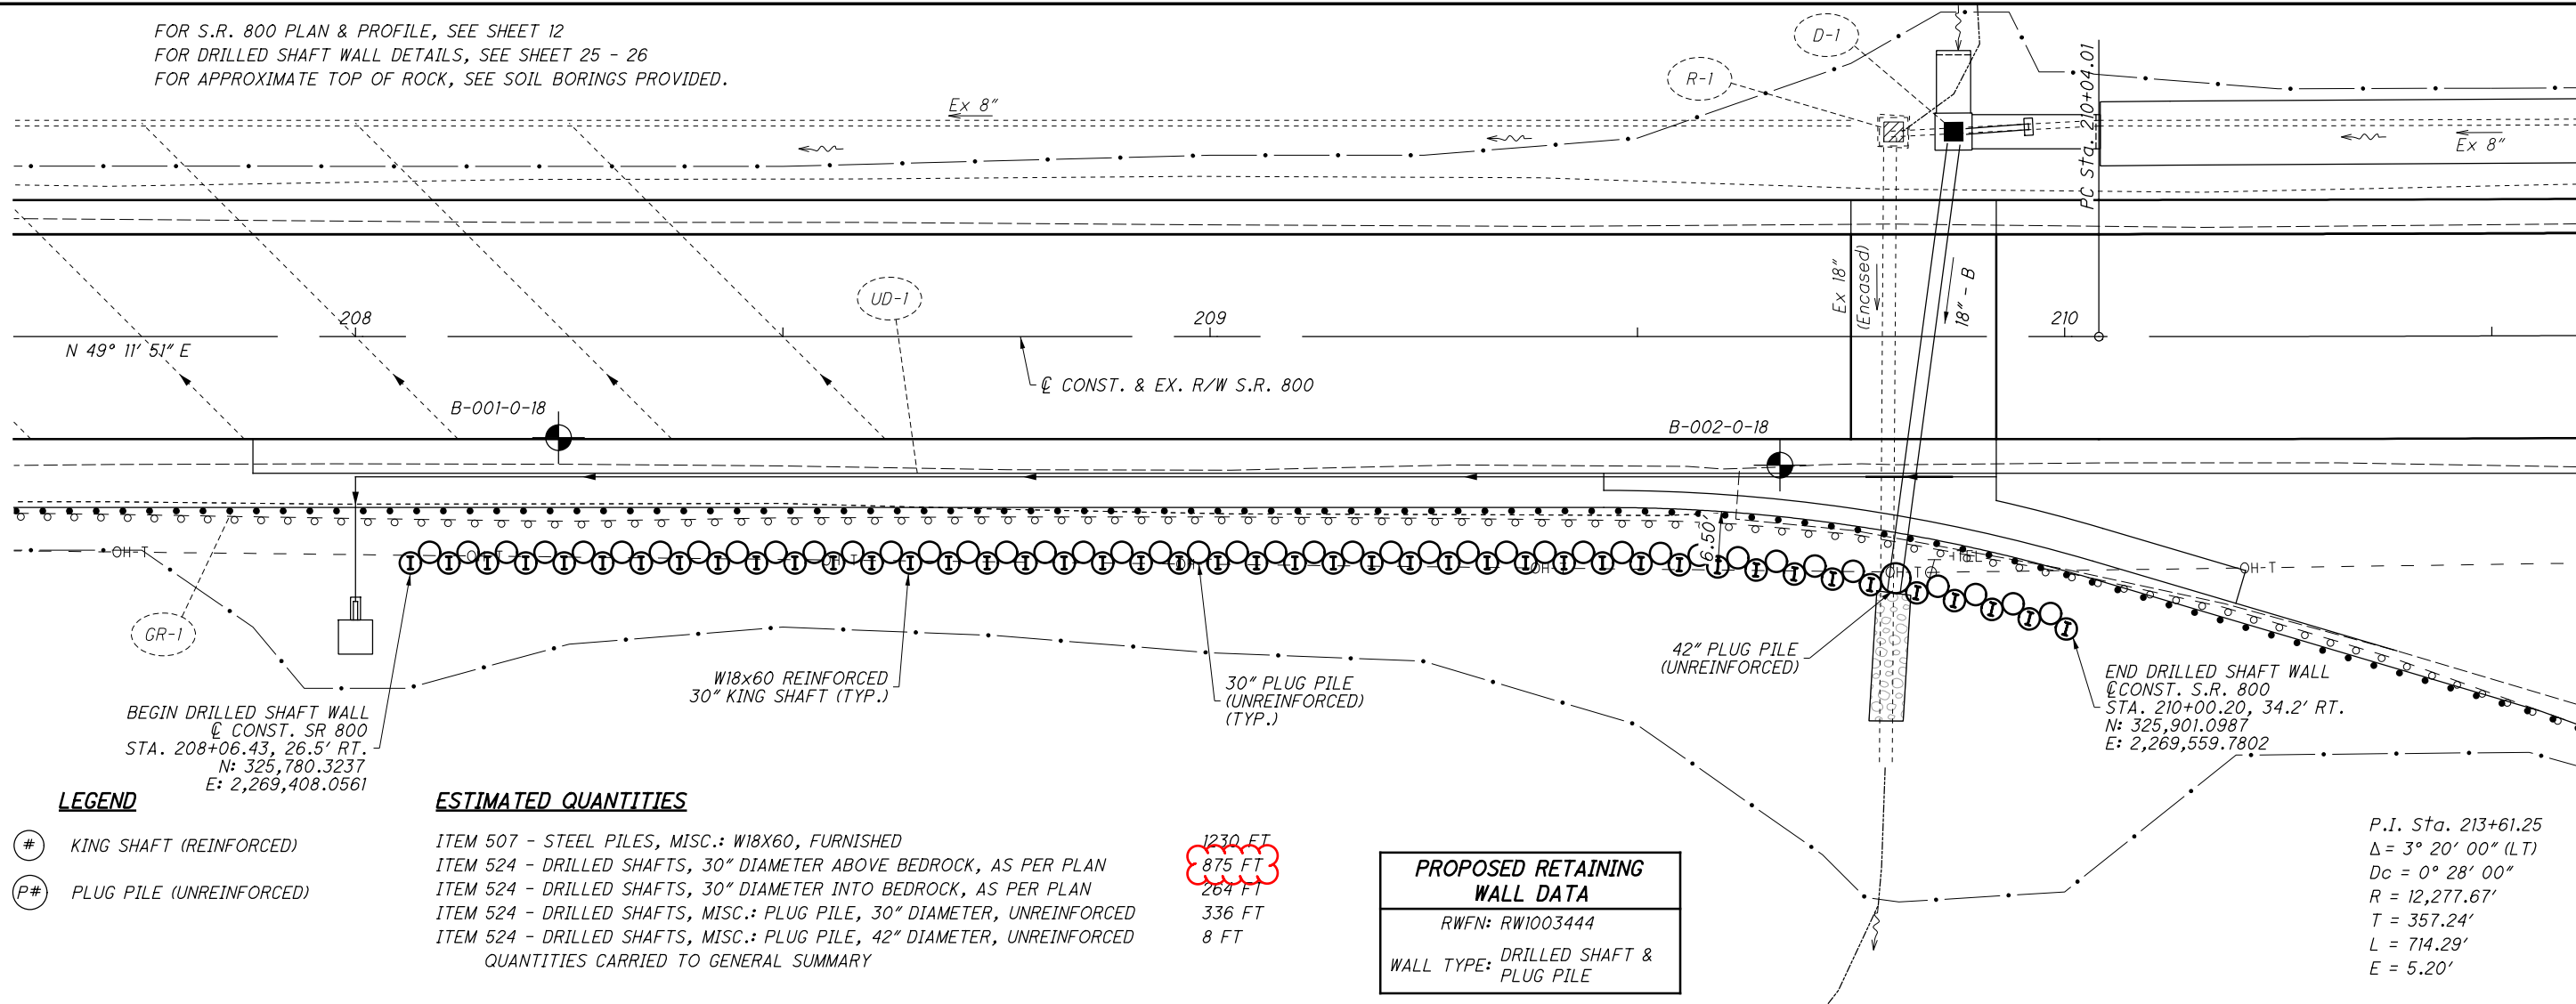 FOR S.R. 800 PLAN & PROFILE, SEE SHEET 12
FOR DRILLED SHAFT WALL DETAILS, SEE SHEET 25 - 26
FOR APPROXIMATE TOP OF ROCK, SEE SOIL BORINGS PROVIDED.
D-1
R-1
Ex 8"
Ex 8"
PC Sta. 210+04.01
UD-1
208
209
210
N 49° 11' 51" E
℄ CONST. & EX. R/W S.R. 800
Ex 18"
(Encased)
18" - B
B-001-0-18
B-002-0-18
6.50'
OH-T
OH-T
OH-T
OH-T
OH-T
OH-T
GR-1
W18x60 REINFORCED
30" KING SHAFT (TYP.)
30" PLUG PILE
(UNREINFORCED)
(TYP.)
42" PLUG PILE
(UNREINFORCED)
BEGIN DRILLED SHAFT WALL
℄ CONST. SR 800
STA. 208+06.43, 26.5' RT.
N: 325,780.3237
E: 2,269,408.0561
END DRILLED SHAFT WALL
℄ CONST. S.R. 800
STA. 210+00.20, 34.2' RT.
N: 325,901.0987
E: 2,269,559.7802
LEGEND
# KING SHAFT (REINFORCED)
P# PLUG PILE (UNREINFORCED)
ESTIMATED QUANTITIES
ITEM 507 - STEEL PILES, MISC.: W18X60, FURNISHED 1230 FT
ITEM 524 - DRILLED SHAFTS, 30" DIAMETER ABOVE BEDROCK, AS PER PLAN 875 FT
ITEM 524 - DRILLED SHAFTS, 30" DIAMETER INTO BEDROCK, AS PER PLAN 264 FT
ITEM 524 - DRILLED SHAFTS, MISC.: PLUG PILE, 30" DIAMETER, UNREINFORCED 336 FT
ITEM 524 - DRILLED SHAFTS, MISC.: PLUG PILE, 42" DIAMETER, UNREINFORCED 8 FT
QUANTITIES CARRIED TO GENERAL SUMMARY
PROPOSED RETAINING
WALL DATA
RWFN: RW1003444
WALL TYPE: DRILLED SHAFT &
PLUG PILE
P.I. Sta. 213+61.25
Δ = 3° 20' 00" (LT)
Dc = 0° 28' 00"
R = 12,277.67'
T = 357.24'
L = 714.29'
E = 5.20'